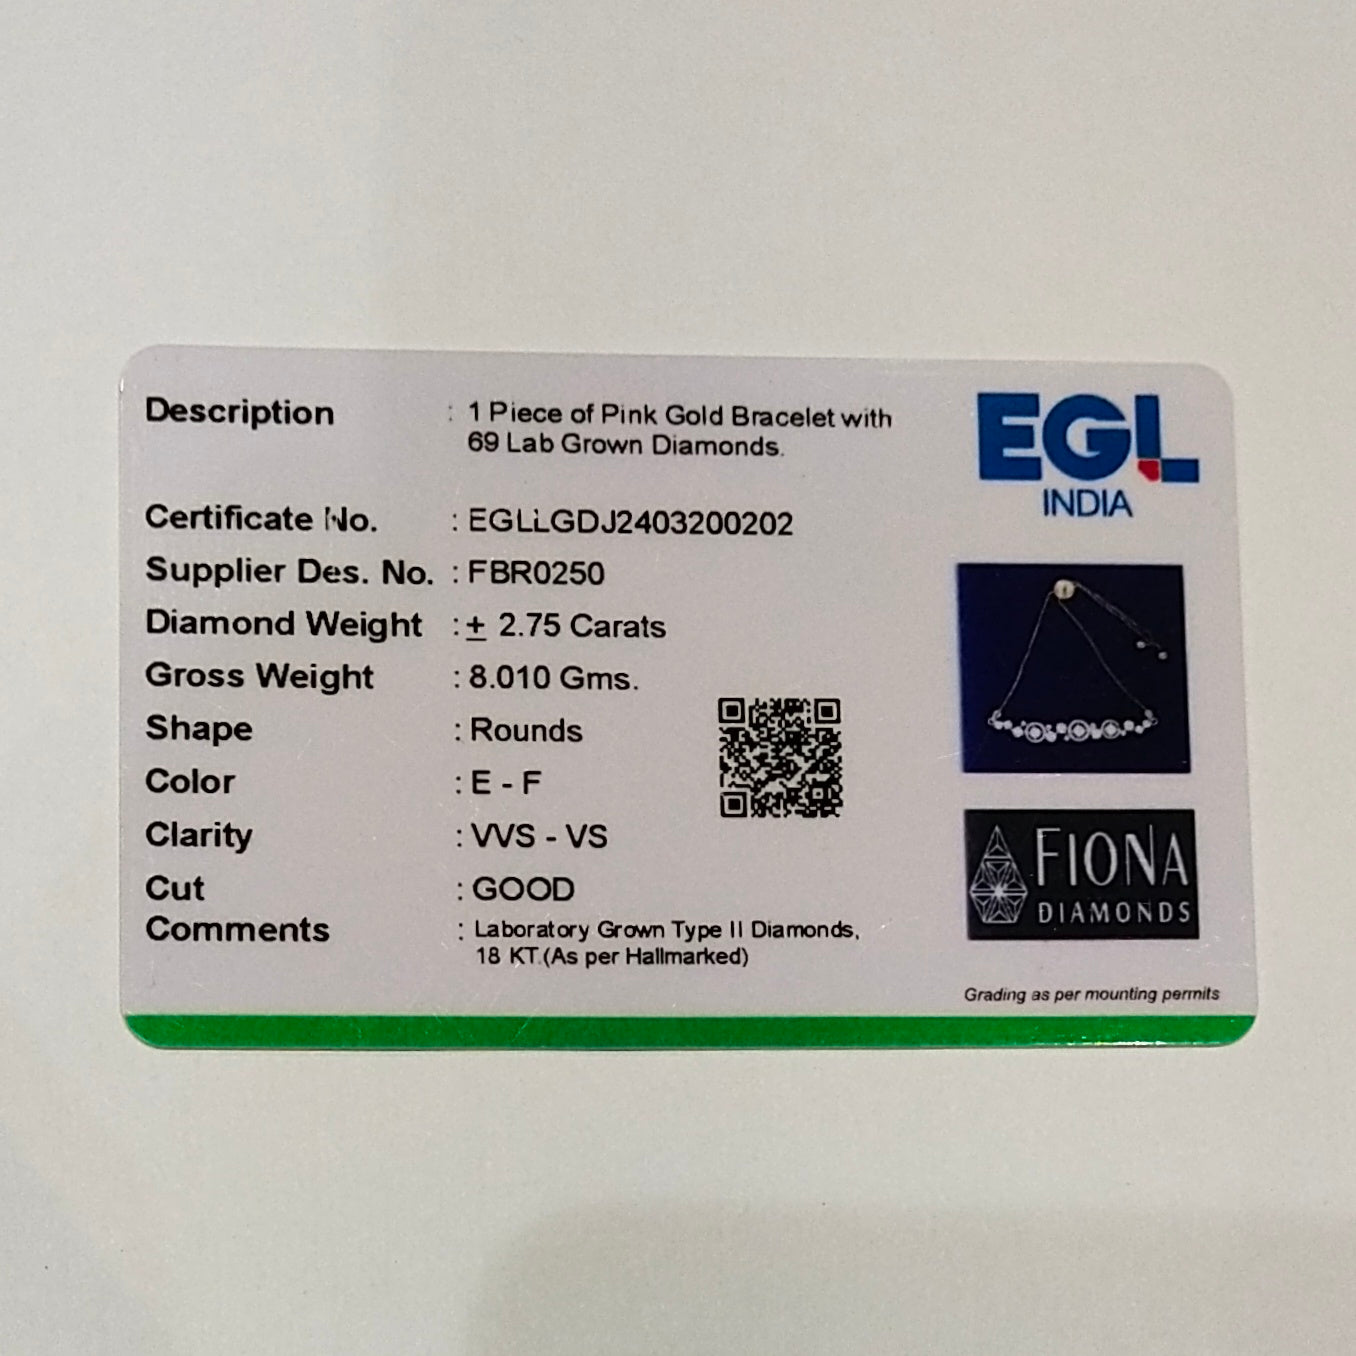 Description : 1 Piece of Pink Gold Bracelet with
69 Lab Grown Diamonds.
Certificate No. : EGLLGDJ2403200202
Supplier Des. No. : FBR0250
Diamond Weight : ± 2.75 Carats
Gross Weight : 8.010 Gms.
Shape : Rounds
Color : E - F
Clarity : VVS - VS
Cut : GOOD
Comments : Laboratory Grown Type II Diamonds,
18 KT.(As per Hallmarked)
EGL
INDIA
FIONA
DIAMONDS
Grading as per mounting permits